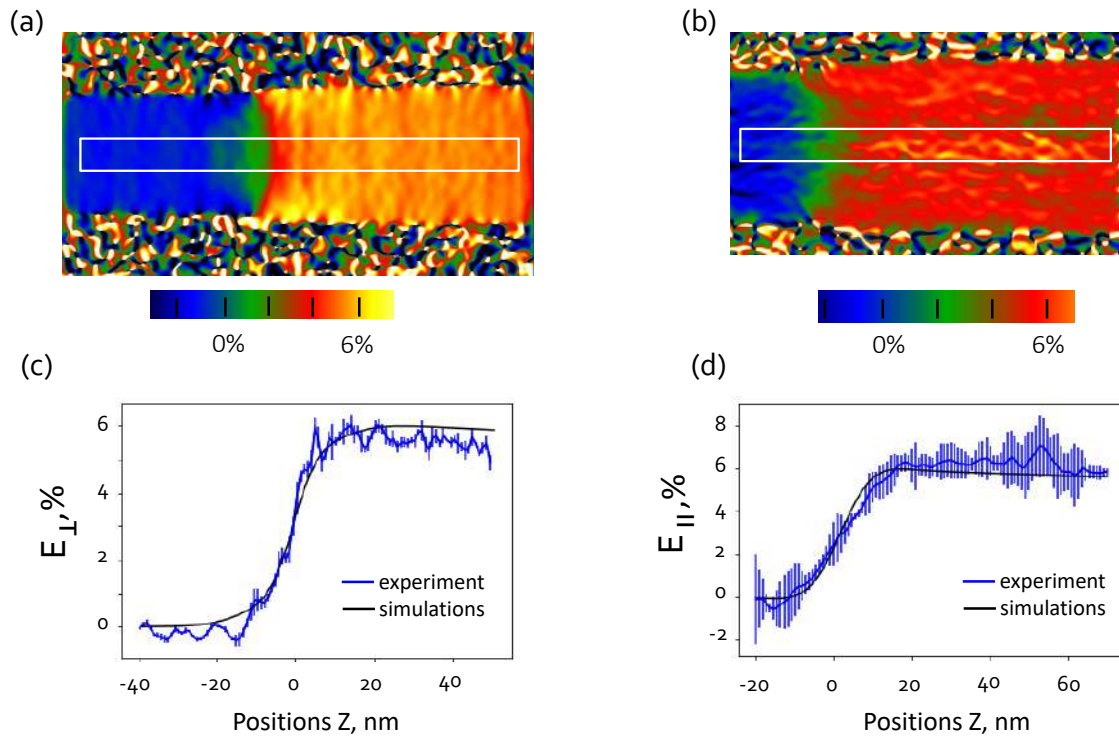 (a)
(b)
0%
6%
0%
6%
(c)
(d)
E⊥,%
6
4
2
0
experiment
simulations
-40
-20
0
20
40
Positions Z, nm
E||,%
8
6
4
2
0
-2
experiment
simulations
-20
0
20
40
60
Positions Z, nm